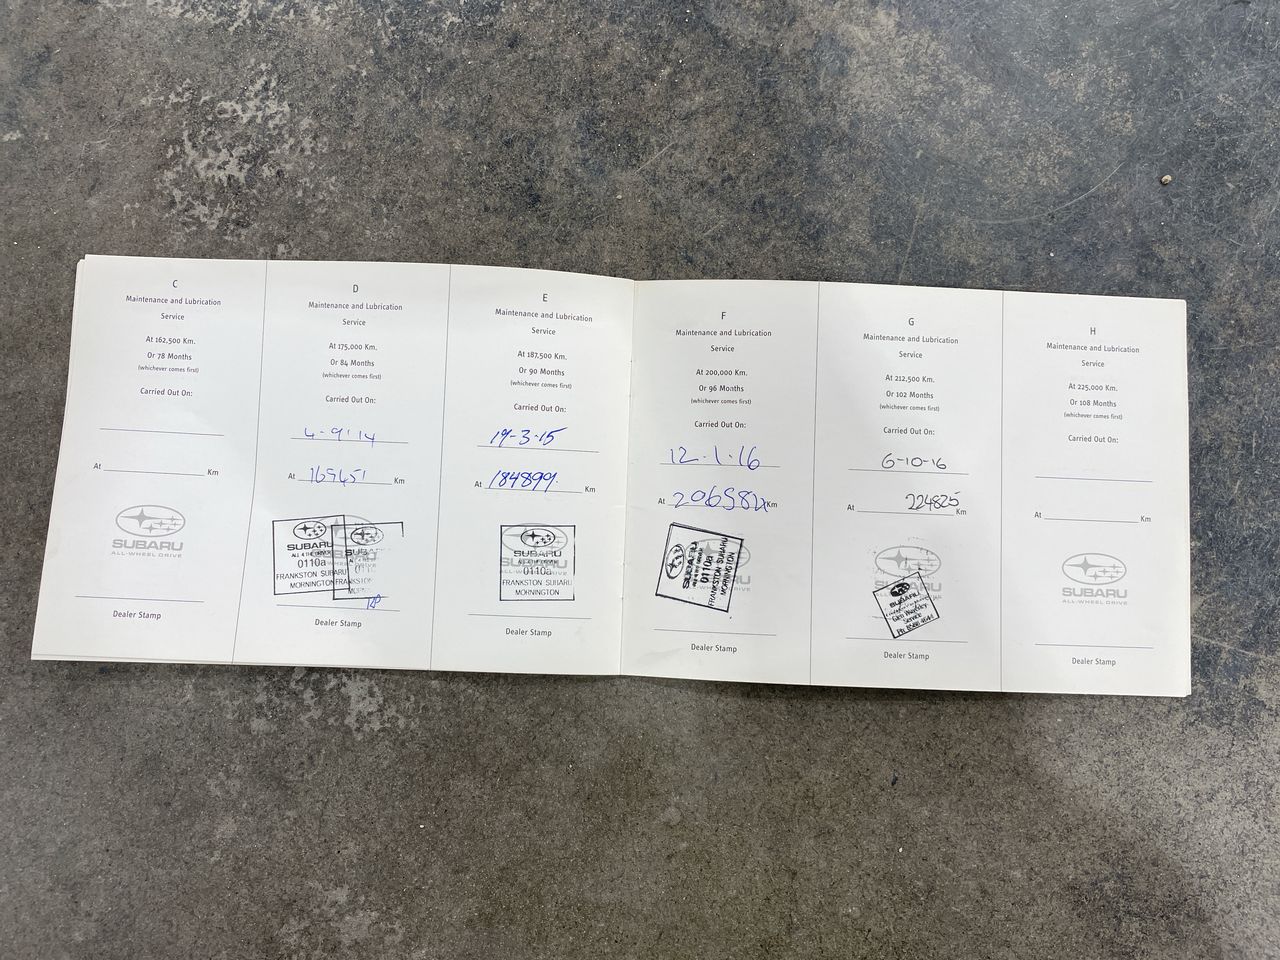 C
Maintenance and Lubrication
Service
At 162,500 Km.
Or 78 Months
(whichever comes first)
Carried Out On:
At Km
SUBARU
ALL-WHEEL DRIVE
Dealer Stamp
D
Maintenance and Lubrication
Service
At 175,000 Km.
Or 84 Months
(whichever comes first)
Carried Out On:
4-9-14
At Km
SUBARU
0110a
FRANKSTON SUBARU
MORNINGTON
SUBA
Dealer Stamp
E
Maintenance and Lubrication
Service
At 187,500 Km.
Or 90 Months
(whichever comes first)
Carried Out On:
19-3-15
At 184899 Km
SUBARU
0110a
FRANKSTON SUBARU
MORNINGTON
Dealer Stamp
F
Maintenance and Lubrication
Service
At 200,000 Km.
Or 96 Months
(whichever comes first)
Carried Out On:
12-1-16
At 206982 Km
0110a
FRANKSTON SUBARU
MORNINGTON
Dealer Stamp
G
Maintenance and Lubrication
Service
At 212,500 Km.
Or 102 Months
(whichever comes first)
Carried Out On:
6-10-16
At 224825 Km
SUBARU
Glen Waverley
Service
Dealer Stamp
H
Maintenance and Lubrication
Service
At 225,000 Km.
Or 108 Months
(whichever comes first)
Carried Out On:
At Km
SUBARU
ALL-WHEEL DRIVE
Dealer Stamp